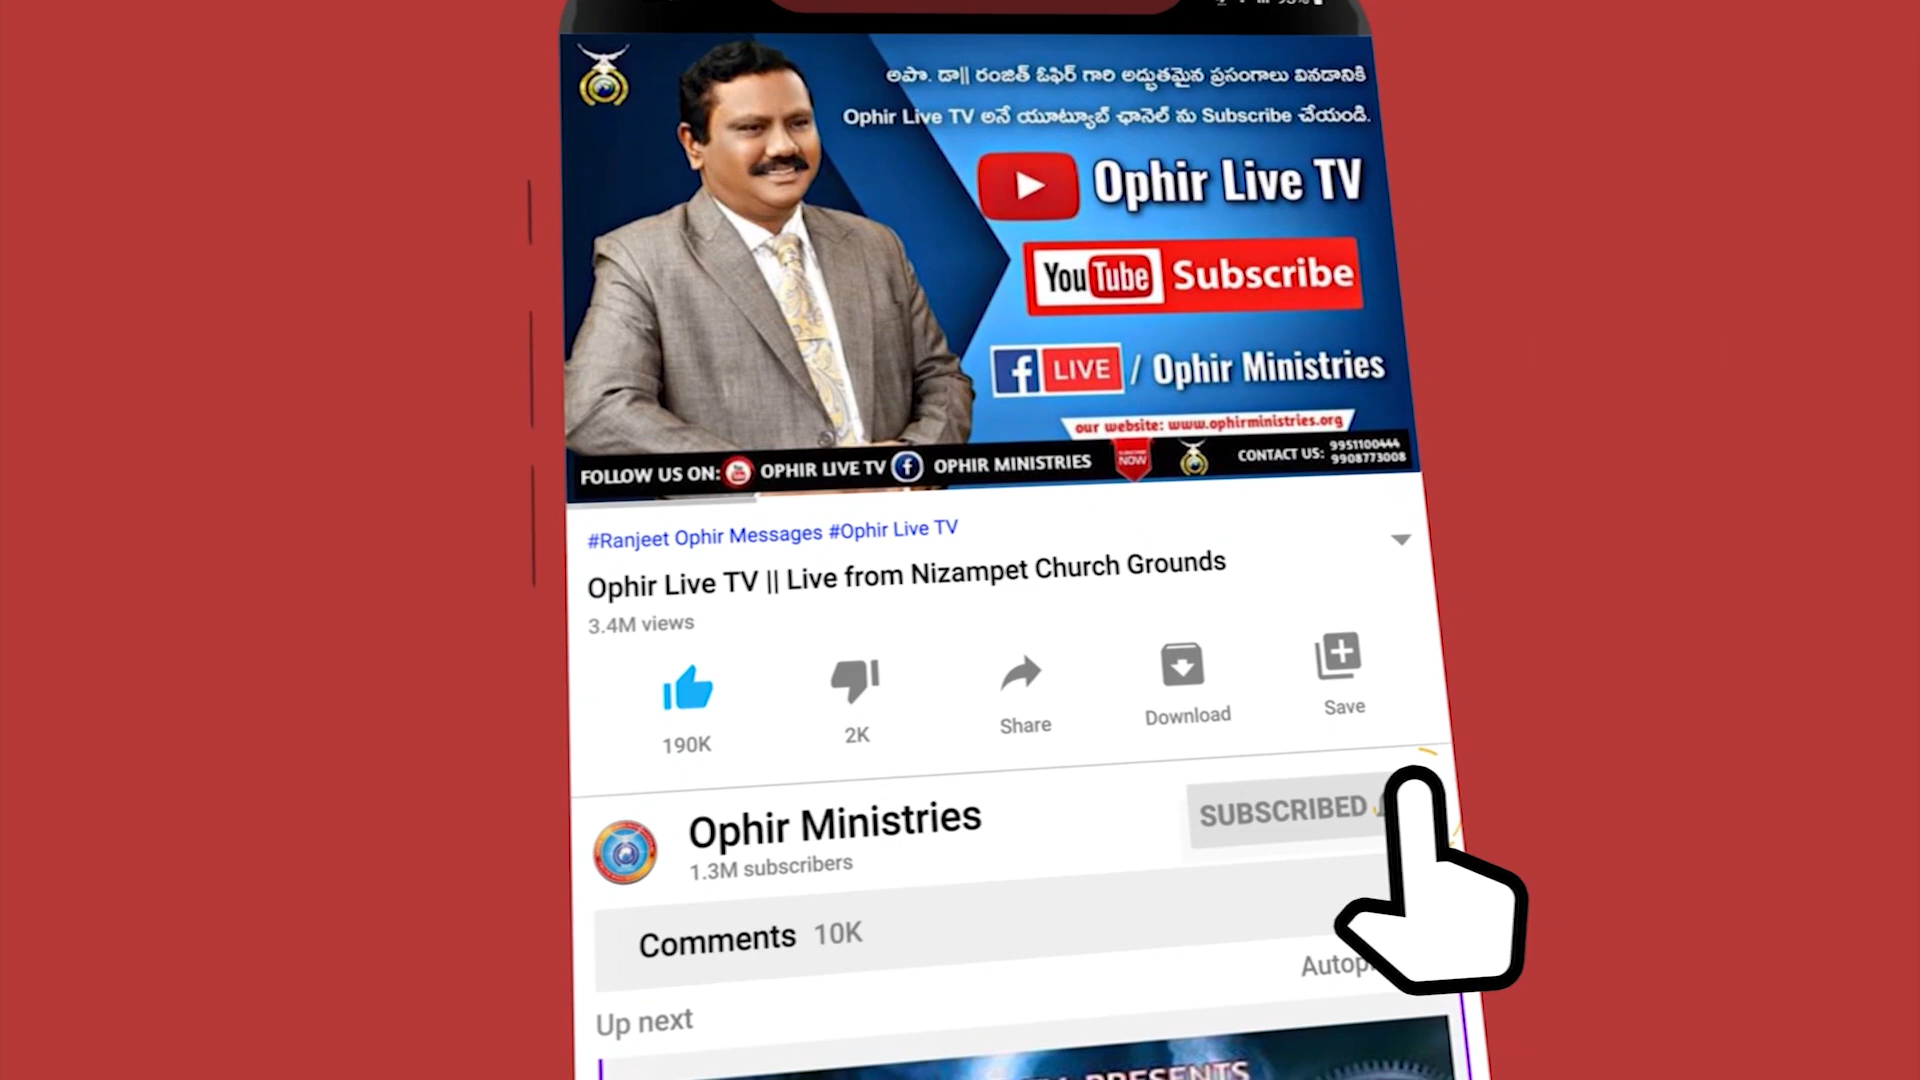 అపొ. డా|| రంజిత్ ఓఫిర్ గారి అద్భుతమైన ప్రసంగాలు వినడానికి
Ophir Live TV అనే యూట్యూబ్ ఛానెల్ ను Subscribe చేయండి.
Ophir Live TV
YouTube Subscribe
f LIVE / Ophir Ministries
our website: www.ophirministries.org
FOLLOW US ON: OPHIR LIVE TV f OPHIR MINISTRIES NOW CONTACT US: 9951100444
9908773008
#Ranjeet Ophir Messages #Ophir Live TV
Ophir Live TV || Live from Nizampet Church Grounds
3.4M views
190K 2K Share Download Save
Ophir Ministries SUBSCRIBED
1.3M subscribers
Comments 10K
Up next
PRESENTS